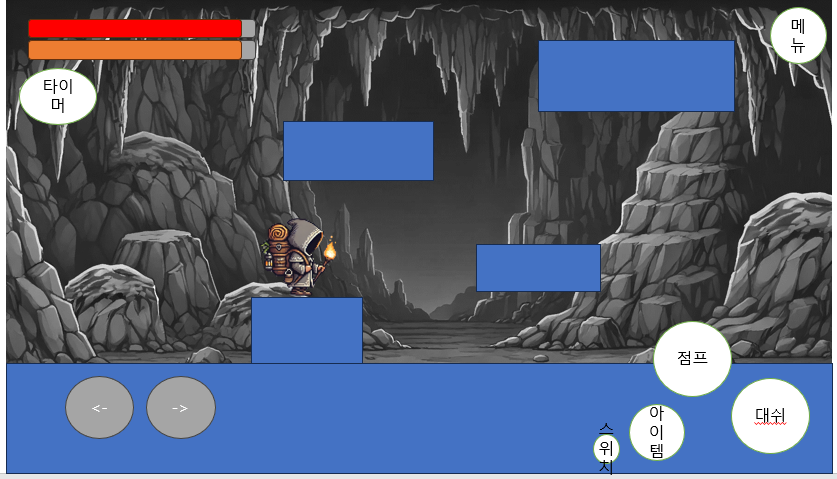 메
뉴
타이
머
점프
<-
->
아
이
템
대쉬
스
위
치